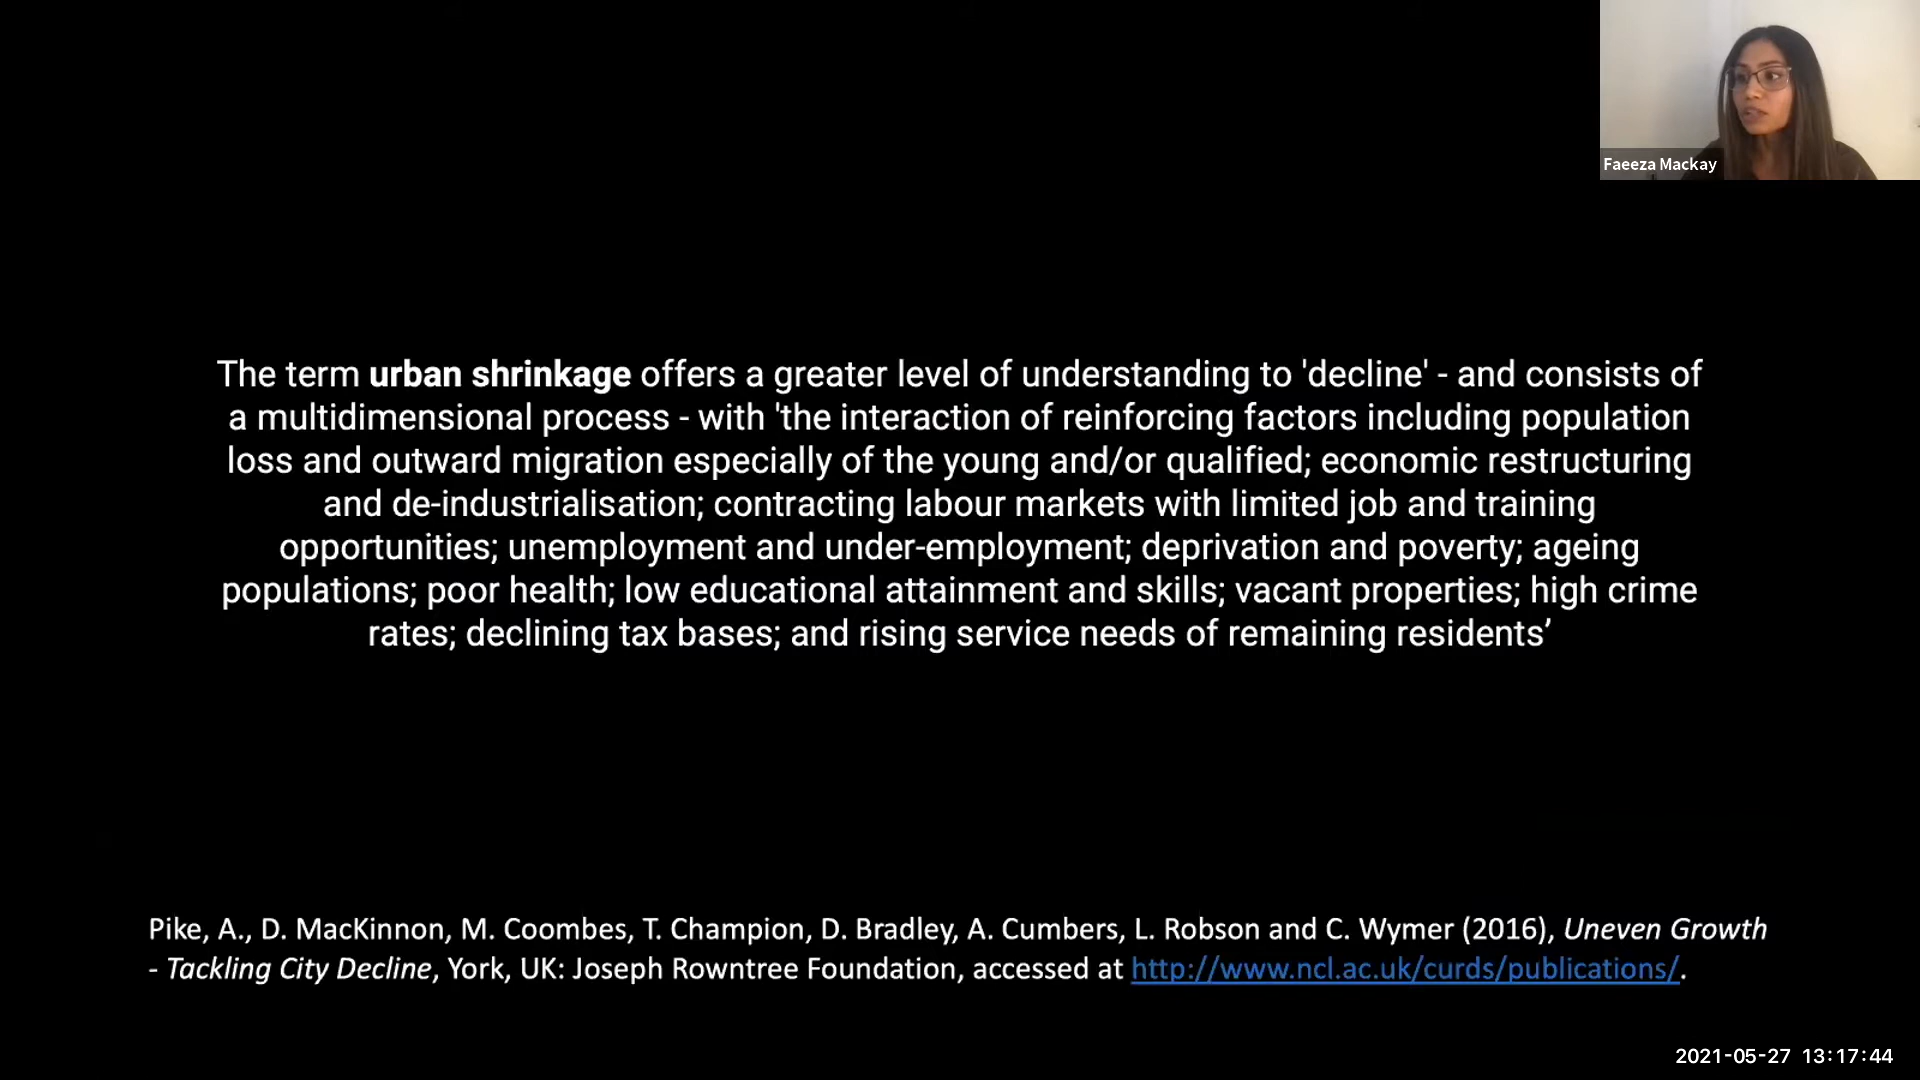 Faeeza Mackay
The term urban shrinkage offers a greater level of understanding to 'decline' - and consists of
a multidimensional process - with 'the interaction of reinforcing factors including population
loss and outward migration especially of the young and/or qualified; economic restructuring
and de-industrialisation; contracting labour markets with limited job and training
opportunities; unemployment and under-employment; deprivation and poverty; ageing
populations; poor health; low educational attainment and skills; vacant properties; high crime
rates; declining tax bases; and rising service needs of remaining residents’
Pike, A., D. MacKinnon, M. Coombes, T. Champion, D. Bradley, A. Cumbers, L. Robson and C. Wymer (2016), Uneven Growth
- Tackling City Decline, York, UK: Joseph Rowntree Foundation, accessed at http://www.ncl.ac.uk/curds/publications/.
2021-05-27 13:17:44